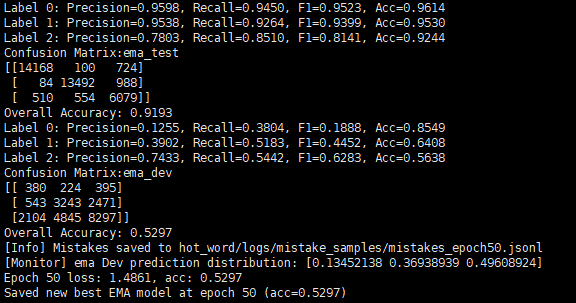 Label 0: Precision=0.9598, Recall=0.9450, F1=0.9523, Acc=0.9614
Label 1: Precision=0.9538, Recall=0.9264, F1=0.9399, Acc=0.9530
Label 2: Precision=0.7803, Recall=0.8510, F1=0.8141, Acc=0.9244
Confusion Matrix:ema_test
[[14168   100   724]
 [   84 13492   988]
 [  510   554  6079]]
Overall Accuracy: 0.9193
Label 0: Precision=0.1255, Recall=0.3804, F1=0.1888, Acc=0.8549
Label 1: Precision=0.3902, Recall=0.5183, F1=0.4452, Acc=0.6408
Label 2: Precision=0.7433, Recall=0.5442, F1=0.6283, Acc=0.5638
Confusion Matrix:ema_dev
[[ 380  224  395]
 [ 543 3243 2471]
 [2104 4845 8297]]
Overall Accuracy: 0.5297
[Info] Mistakes saved to hot_word/logs/mistake_samples/mistakes_epoch50.jsonl
[Monitor] ema Dev prediction distribution: [0.13452138 0.36938939 0.49608924]
Epoch 50 loss: 1.4861, acc: 0.5297
Saved new best EMA model at epoch 50 (acc=0.5297)